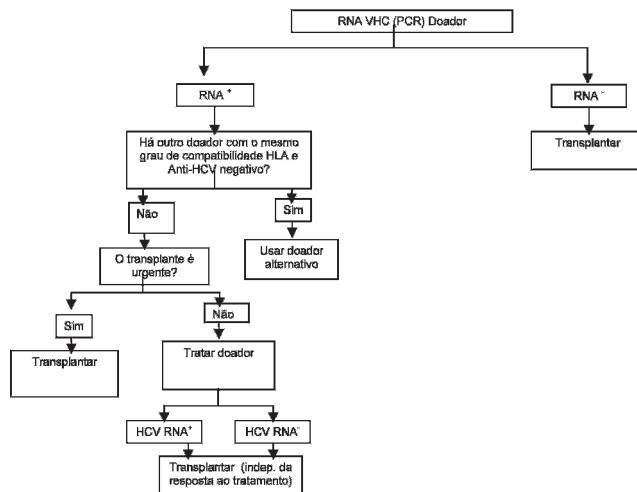 RNA VHC (PCR) Doador
RNA +
RNA -
Há outro doador com o mesmo
grau de compatibilidade HLA e
Anti-HCV negativo?
Transplantar
Não
Sim
O transplante é
urgente?
Usar doador
alternativo
Sim
Não
Transplantar
Tratar doador
HCV RNA+
HCV RNA-
Transplantar (indep. da
resposta ao tratamento)